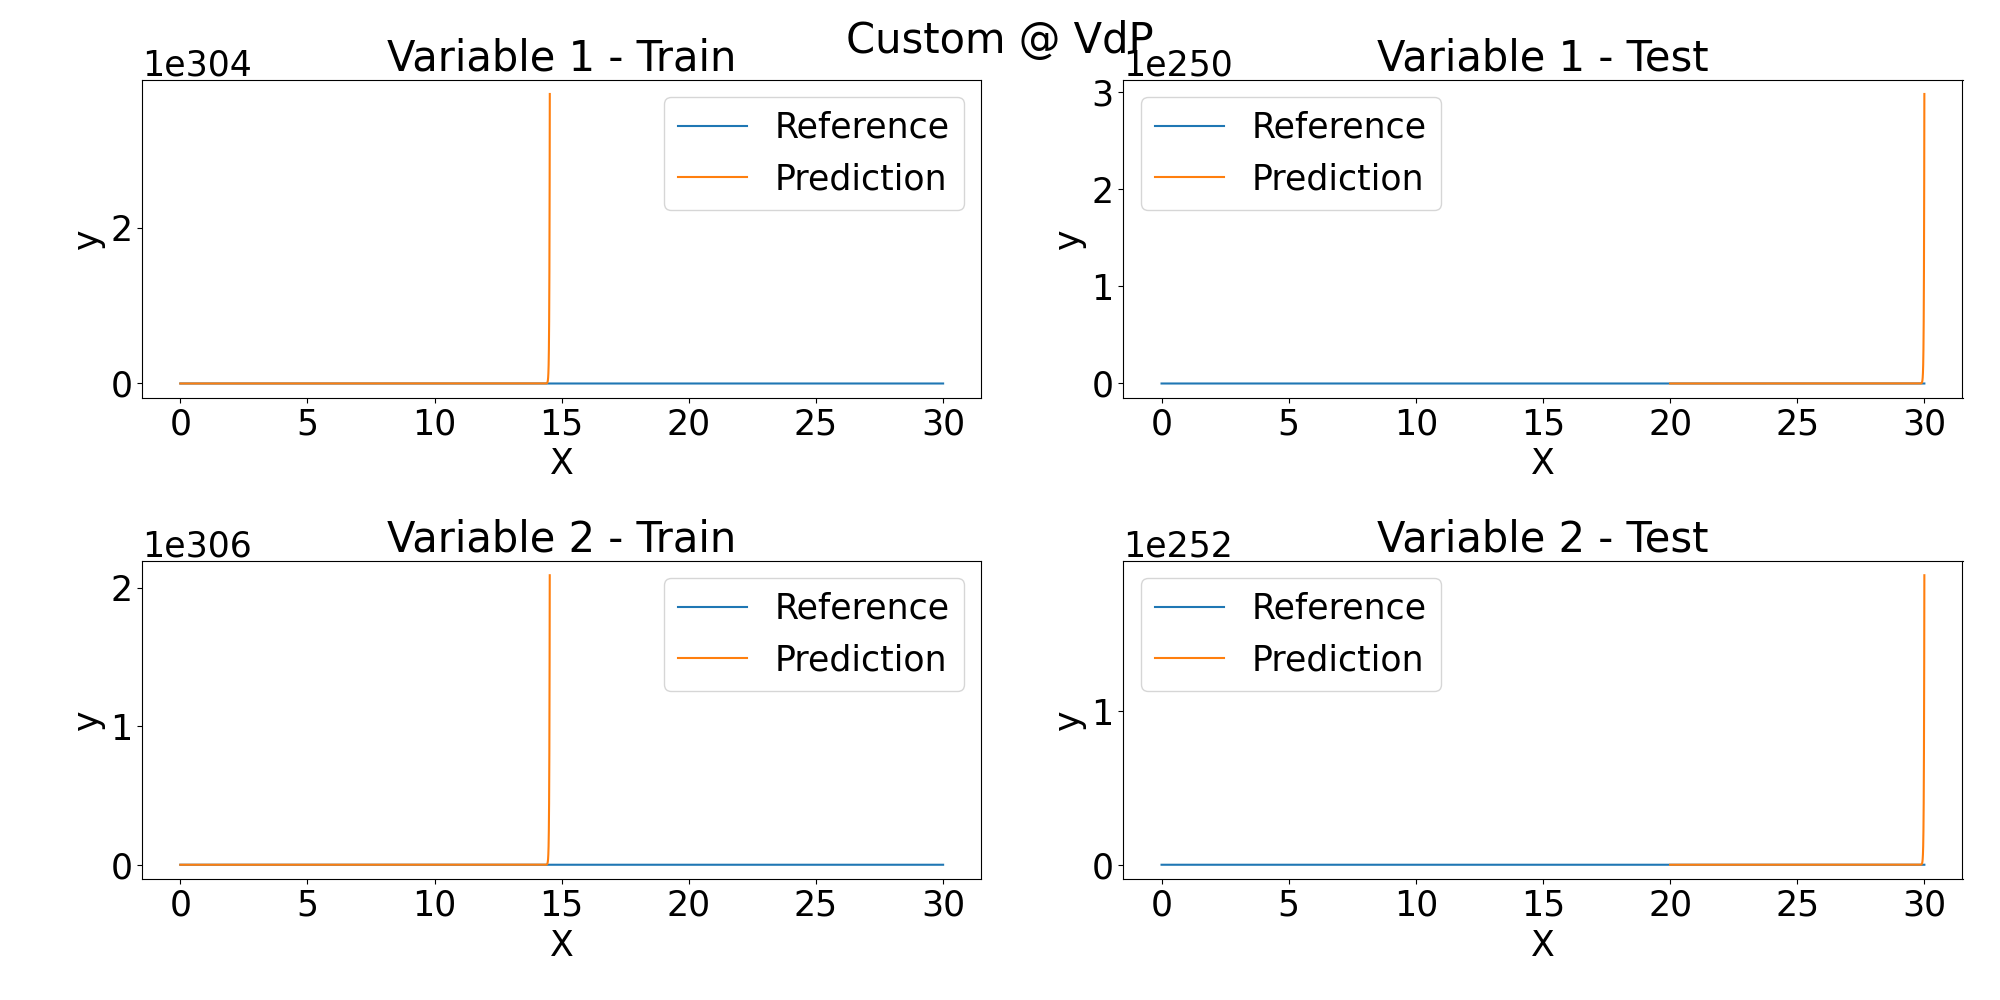 Custom @ VdP
Variable 1 - Train
1e304
2
0
y
0 5 10 15 20 25 30
X
Reference
Prediction
Variable 1 - Test
1e250
3
2
1
0
y
0 5 10 15 20 25 30
X
Reference
Prediction
Variable 2 - Train
1e306
2
1
0
y
0 5 10 15 20 25 30
X
Reference
Prediction
Variable 2 - Test
1e252
1
0
y
0 5 10 15 20 25 30
X
Reference
Prediction